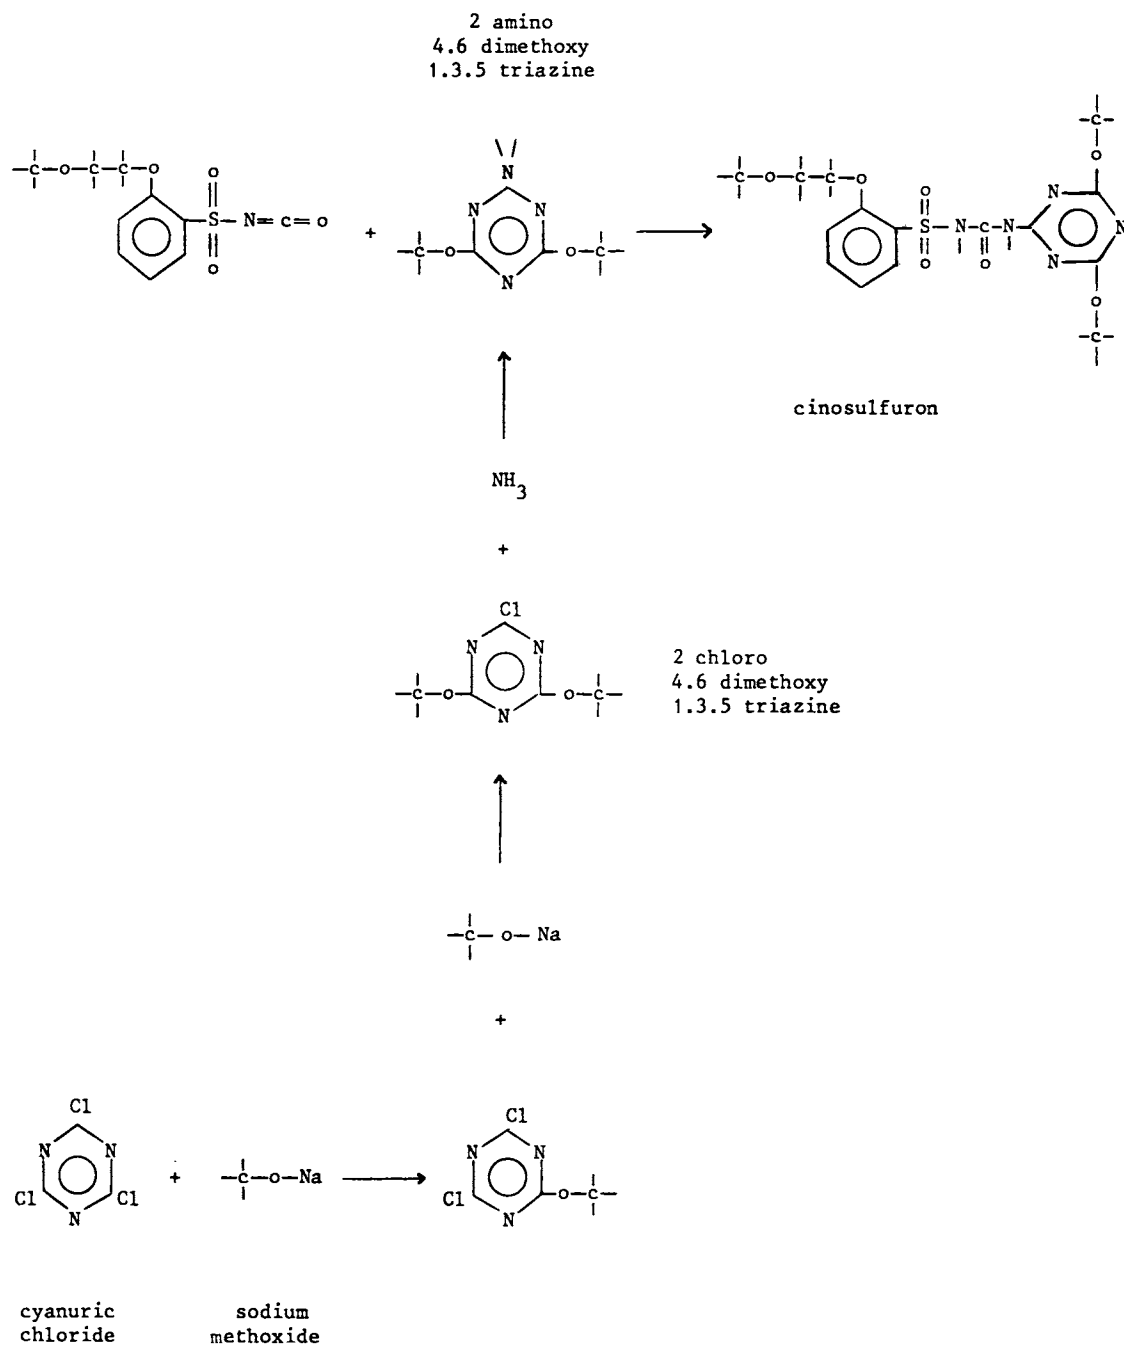 2 amino
4.6 dimethoxy
1.3.5 triazine
N
-C-O-C-C-O
O
S-N=C=O
O
+
N N
-C-O O-C-
N
-C-O-C-C-O
O O
S-N-C-N
O O
N
N
N
O
-C-
O
-C-
cinosulfuron
NH3
+
Cl
N N
-C-O O-C-
N
2 chloro
4.6 dimethoxy
1.3.5 triazine
-C-O-Na
+
Cl
N N
Cl Cl
N
+
-C-O-Na
Cl
N N
Cl O-C-
N
cyanuric
chloride
sodium
methoxide